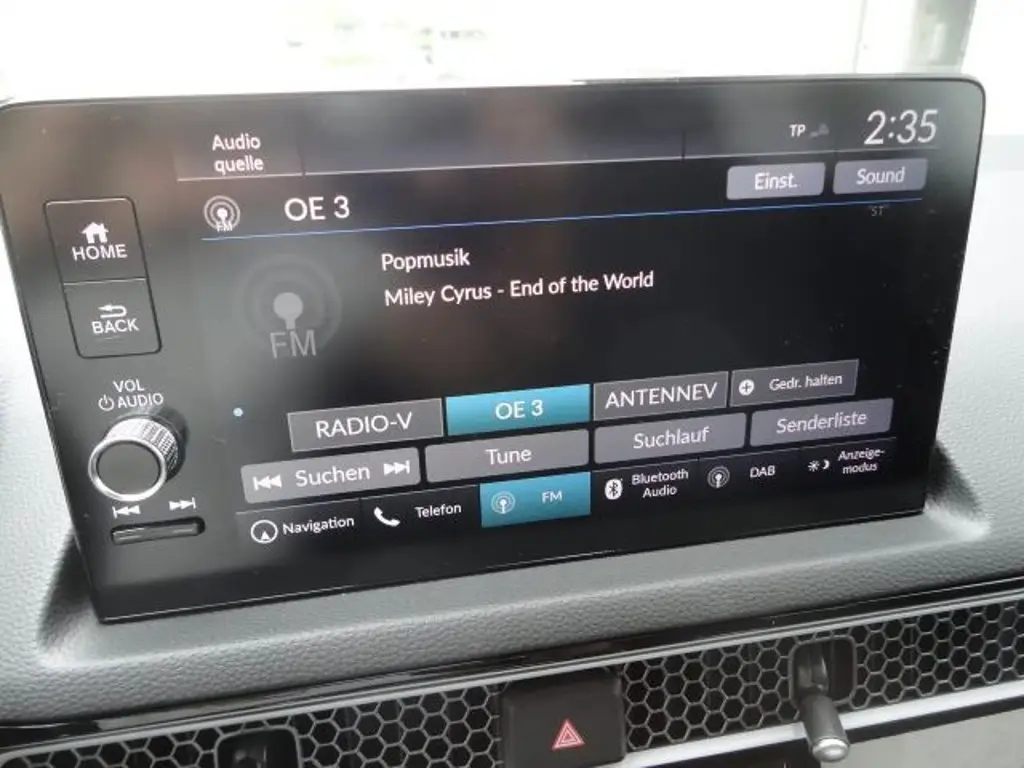 Audio
quelle
TP
2:35
Einst.
Sound
FM
OE 3
ST
HOME
BACK
Popmusik
Miley Cyrus - End of the World
FM
VOL
AUDIO
RADIO-V
OE 3
ANTENNEV
Gedr. halten
Suchen
Tune
Suchlauf
Senderliste
Navigation
Telefon
FM
Bluetooth
Audio
DAB
Anzeige-
modus